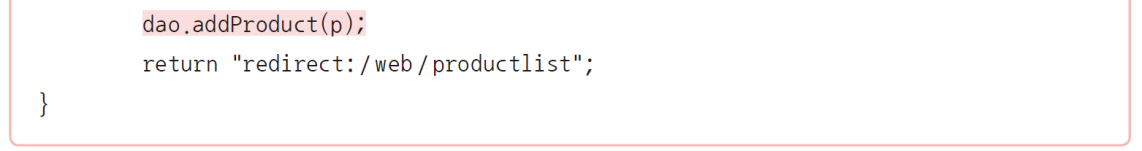 dao.addProduct(p);
return "redirect:/web/productlist";
}